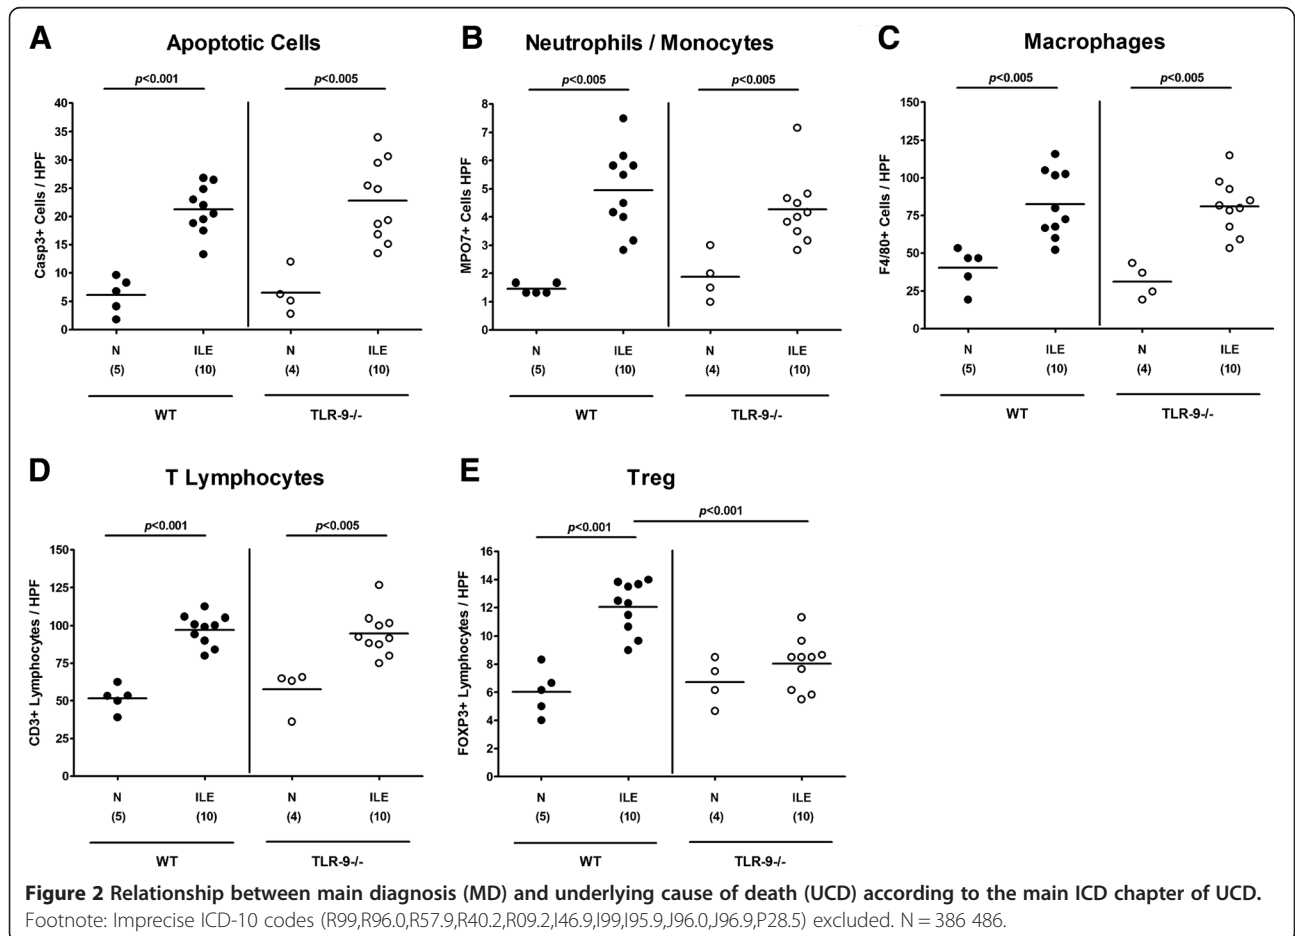 A Apoptotic Cells
p<0.001 p<0.005
Casp3+ Cells / HPF
40
35
30
25
20
15
10
5
0
N ILE N ILE
(5) (10) (4) (10)
WT TLR-9-/-
B Neutrophils / Monocytes
p<0.005 p<0.005
MPO7+ Cells HPF
8
7
6
5
4
3
2
1
0
N ILE N ILE
(5) (10) (4) (10)
WT TLR-9-/-
C Macrophages
p<0.005 p<0.005
F4/80+ Cells / HPF
150
125
100
75
50
25
0
N ILE N ILE
(5) (10) (4) (10)
WT TLR-9-/-
D T Lymphocytes
p<0.001 p<0.005
CD3+ Lymphocytes / HPF
150
125
100
75
50
25
0
N ILE N ILE
(5) (10) (4) (10)
WT TLR-9-/-
E Treg
p<0.001
p<0.001
FOXP3+ Lymphocytes / HPF
16
14
12
10
8
6
4
2
0
N ILE N ILE
(5) (10) (4) (10)
WT TLR-9-/-
Figure 2 Relationship between main diagnosis (MD) and underlying cause of death (UCD) according to the main ICD chapter of UCD.
Footnote: Imprecise ICD-10 codes (R99,R96.0,R57.9,R40.2,R09.2,I46.9,I99,I95.9,J96.0,J96.9,P28.5) excluded. N = 386 486.